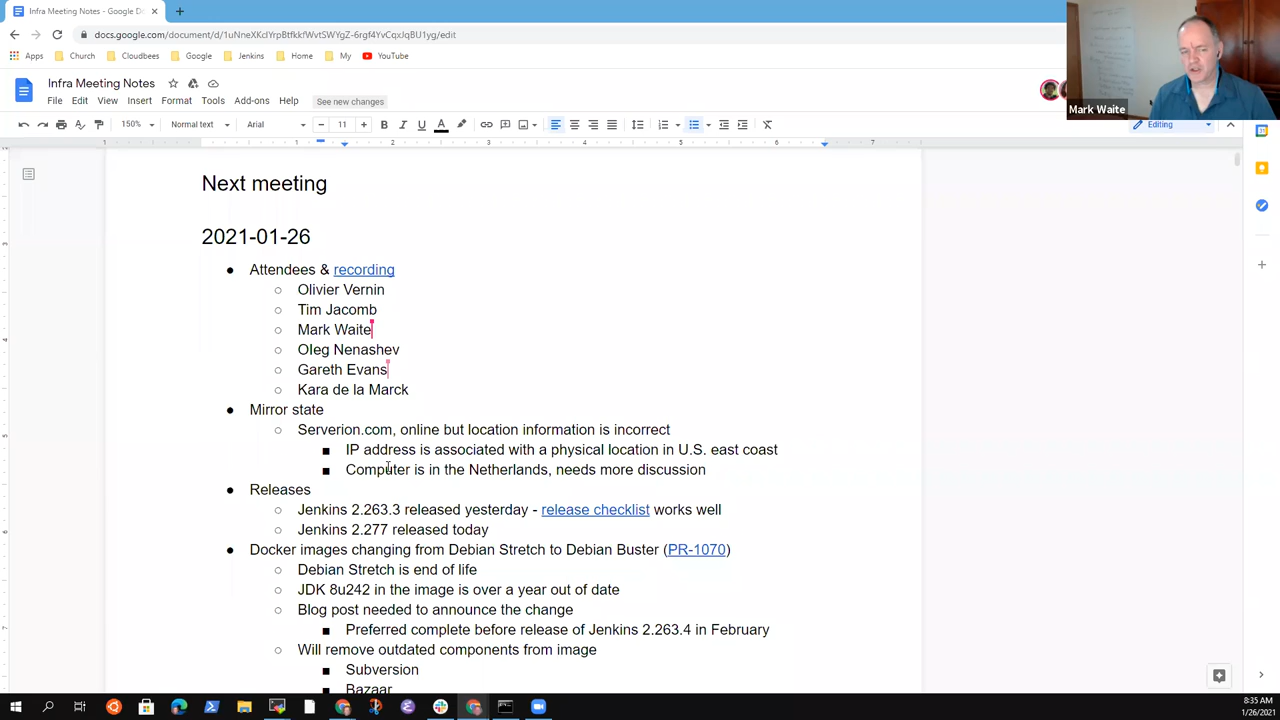 Infra Meeting Notes - Google D
docs.google.com/document/d/1uNneXKclYrpBtfkkfWvtSWYgZ-6rgf4YvCqxJqBU1yg/edit
Apps Church Cloudbees Google Jenkins Home My YouTube
Infra Meeting Notes
File Edit View Insert Format Tools Add-ons Help See new changes
150% Normal text Arial 11 Editing
Mark Waite
1 1 2 3 4 5 6 7
Next meeting
2021-01-26
● Attendees & recording
○ Olivier Vernin
○ Tim Jacomb
○ Mark Waite
○ Oleg Nenashev
○ Gareth Evans
○ Kara de la Marck
● Mirror state
○ Serverion.com, online but location information is incorrect
■ IP address is associated with a physical location in U.S. east coast
■ Computer is in the Netherlands, needs more discussion
● Releases
○ Jenkins 2.263.3 released yesterday - release checklist works well
○ Jenkins 2.277 released today
● Docker images changing from Debian Stretch to Debian Buster (PR-1070)
○ Debian Stretch is end of life
○ JDK 8u242 in the image is over a year out of date
○ Blog post needed to announce the change
■ Preferred complete before release of Jenkins 2.263.4 in February
○ Will remove outdated components from image
■ Subversion
■ Bazaar
8:35 AM
1/26/2021